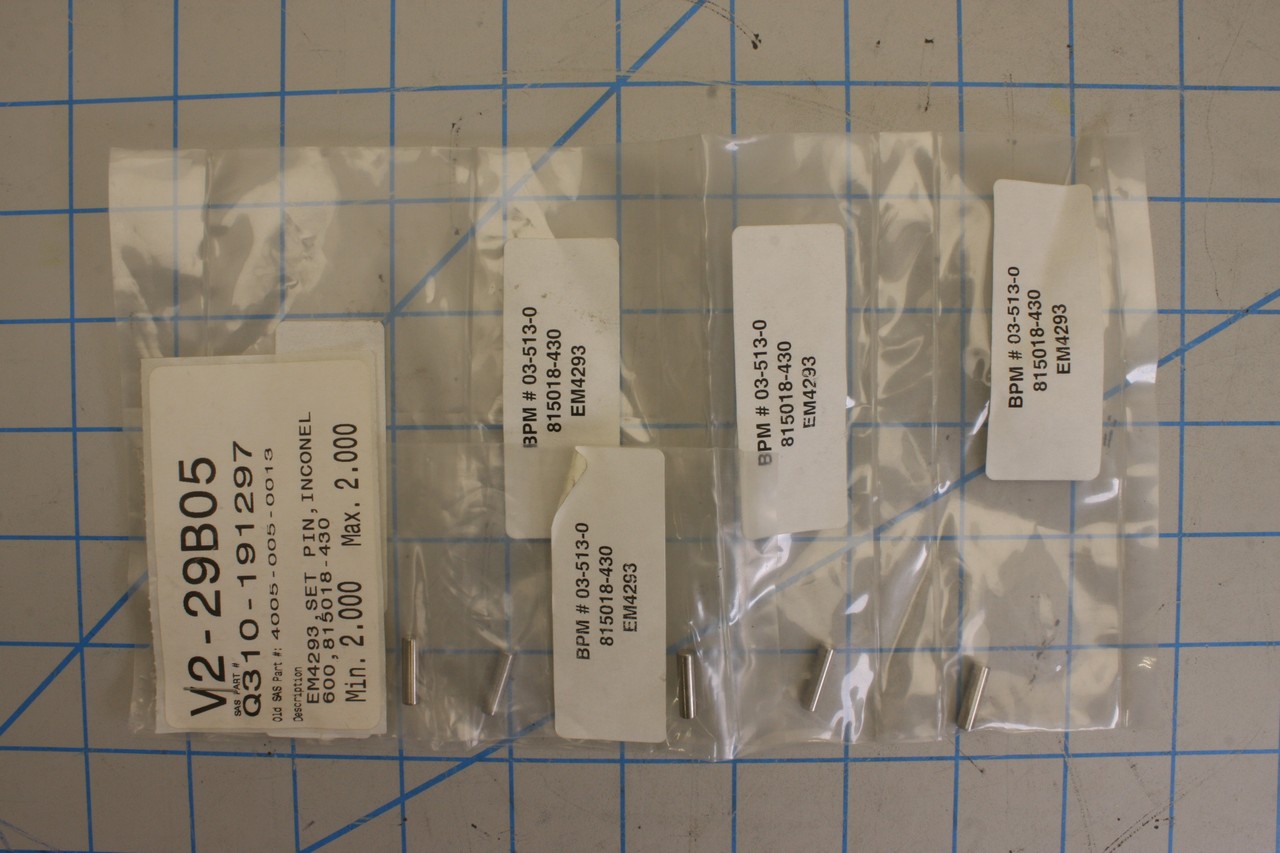 V2-29B05
SAS PART #
Q310-191297
Old SAS Part #: 4005-005-0013
Description
EM4293,SET PIN,INCONEL
600,815018-430
Min. 2.000 Max. 2.000
BPM # 03-513-0
815018-430
EM4293
BPM # 03-513-0
815018-430
EM4293
BPM # 03-513-0
815018-430
EM4293
BPM # 03-513-0
815018-430
EM4293